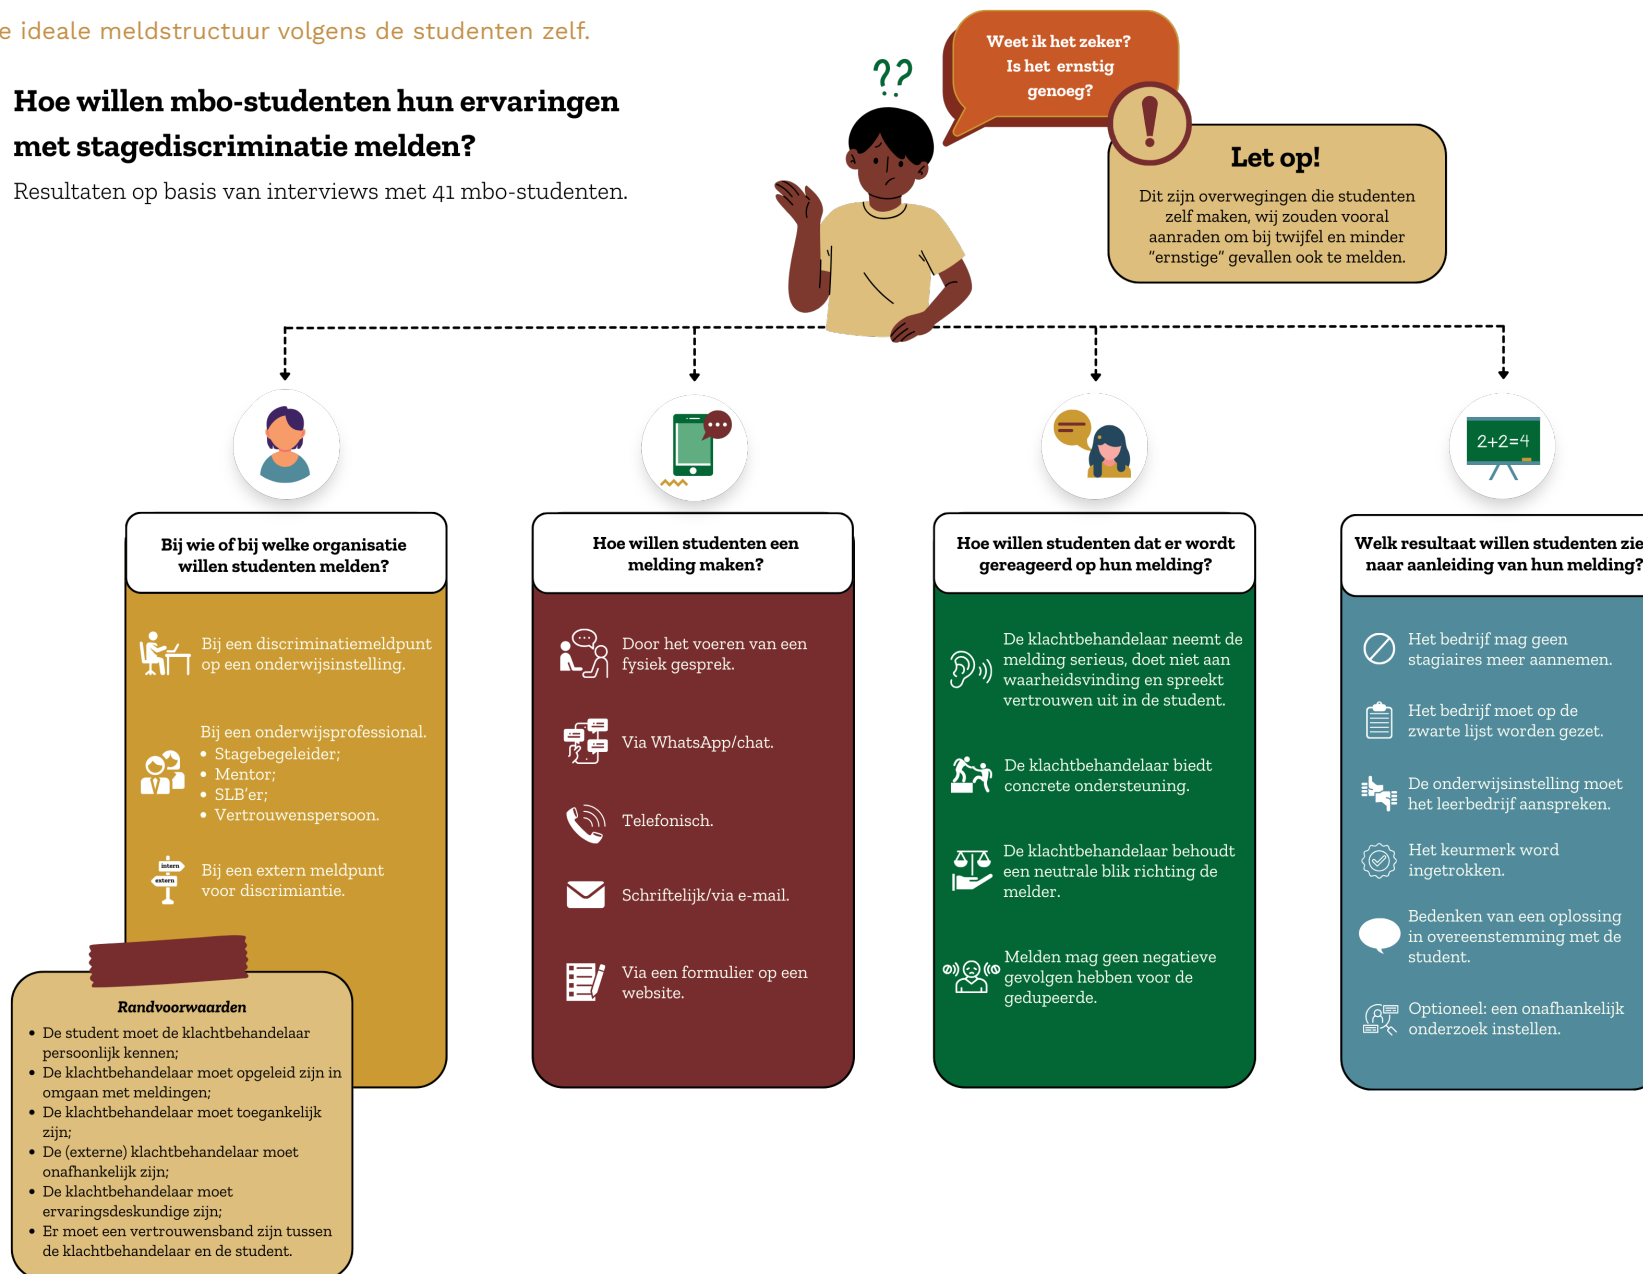 e ideale meldstructuur volgens de studenten zelf.
Hoe willen mbo-studenten hun ervaringen
met stagediscriminatie melden?
Resultaten op basis van interviews met 41 mbo-studenten.
??
Weet ik het zeker?
Is het ernstig
genoeg?
!
Let op!
Dit zijn overwegingen die studenten
zelf maken, wij zouden vooral
aanraden om bij twijfel en minder
"ernstige" gevallen ook te melden.
Bij wie of bij welke organisatie
willen studenten melden?
Bij een discriminatiemeldpunt
op een onderwijsinstelling.
Bij een onderwijsprofessional.
• Stagebegeleider;
• Mentor;
• SLB'er;
• Vertrouwenspersoon.
intern
extern
Bij een extern meldpunt
voor discrimiantie.
Randvoorwaarden
• De student moet de klachtbehandelaar
persoonlijk kennen;
• De klachtbehandelaar moet opgeleid zijn in
omgaan met meldingen;
• De klachtbehandelaar moet toegankelijk
zijn;
• De (externe) klachtbehandelaar moet
onafhankelijk zijn;
• De klachtbehandelaar moet
ervaringsdeskundige zijn;
• Er moet een vertrouwensband zijn tussen
de klachtbehandelaar en de student.
Hoe willen studenten een
melding maken?
Door het voeren van een
fysiek gesprek.
Via WhatsApp/chat.
Telefonisch.
Schriftelijk/via e-mail.
Via een formulier op een
website.
Hoe willen studenten dat er wordt
gereageerd op hun melding?
De klachtbehandelaar neemt de
melding serieus, doet niet aan
waarheidsvinding en spreekt
vertrouwen uit in de student.
De klachtbehandelaar biedt
concrete ondersteuning.
De klachtbehandelaar behoudt
een neutrale blik richting de
melder.
Melden mag geen negatieve
gevolgen hebben voor de
gedupeerde.
2+2=4
Welk resultaat willen studenten zie
naar aanleiding van hun melding?
Het bedrijf mag geen
stagiaires meer aannemen.
Het bedrijf moet op de
zwarte lijst worden gezet.
De onderwijsinstelling moet
het leerbedrijf aanspreken.
Het keurmerk word
ingetrokken.
Bedenken van een oplossing
in overeenstemming met de
student.
Optioneel: een onafhankelijk
onderzoek instellen.